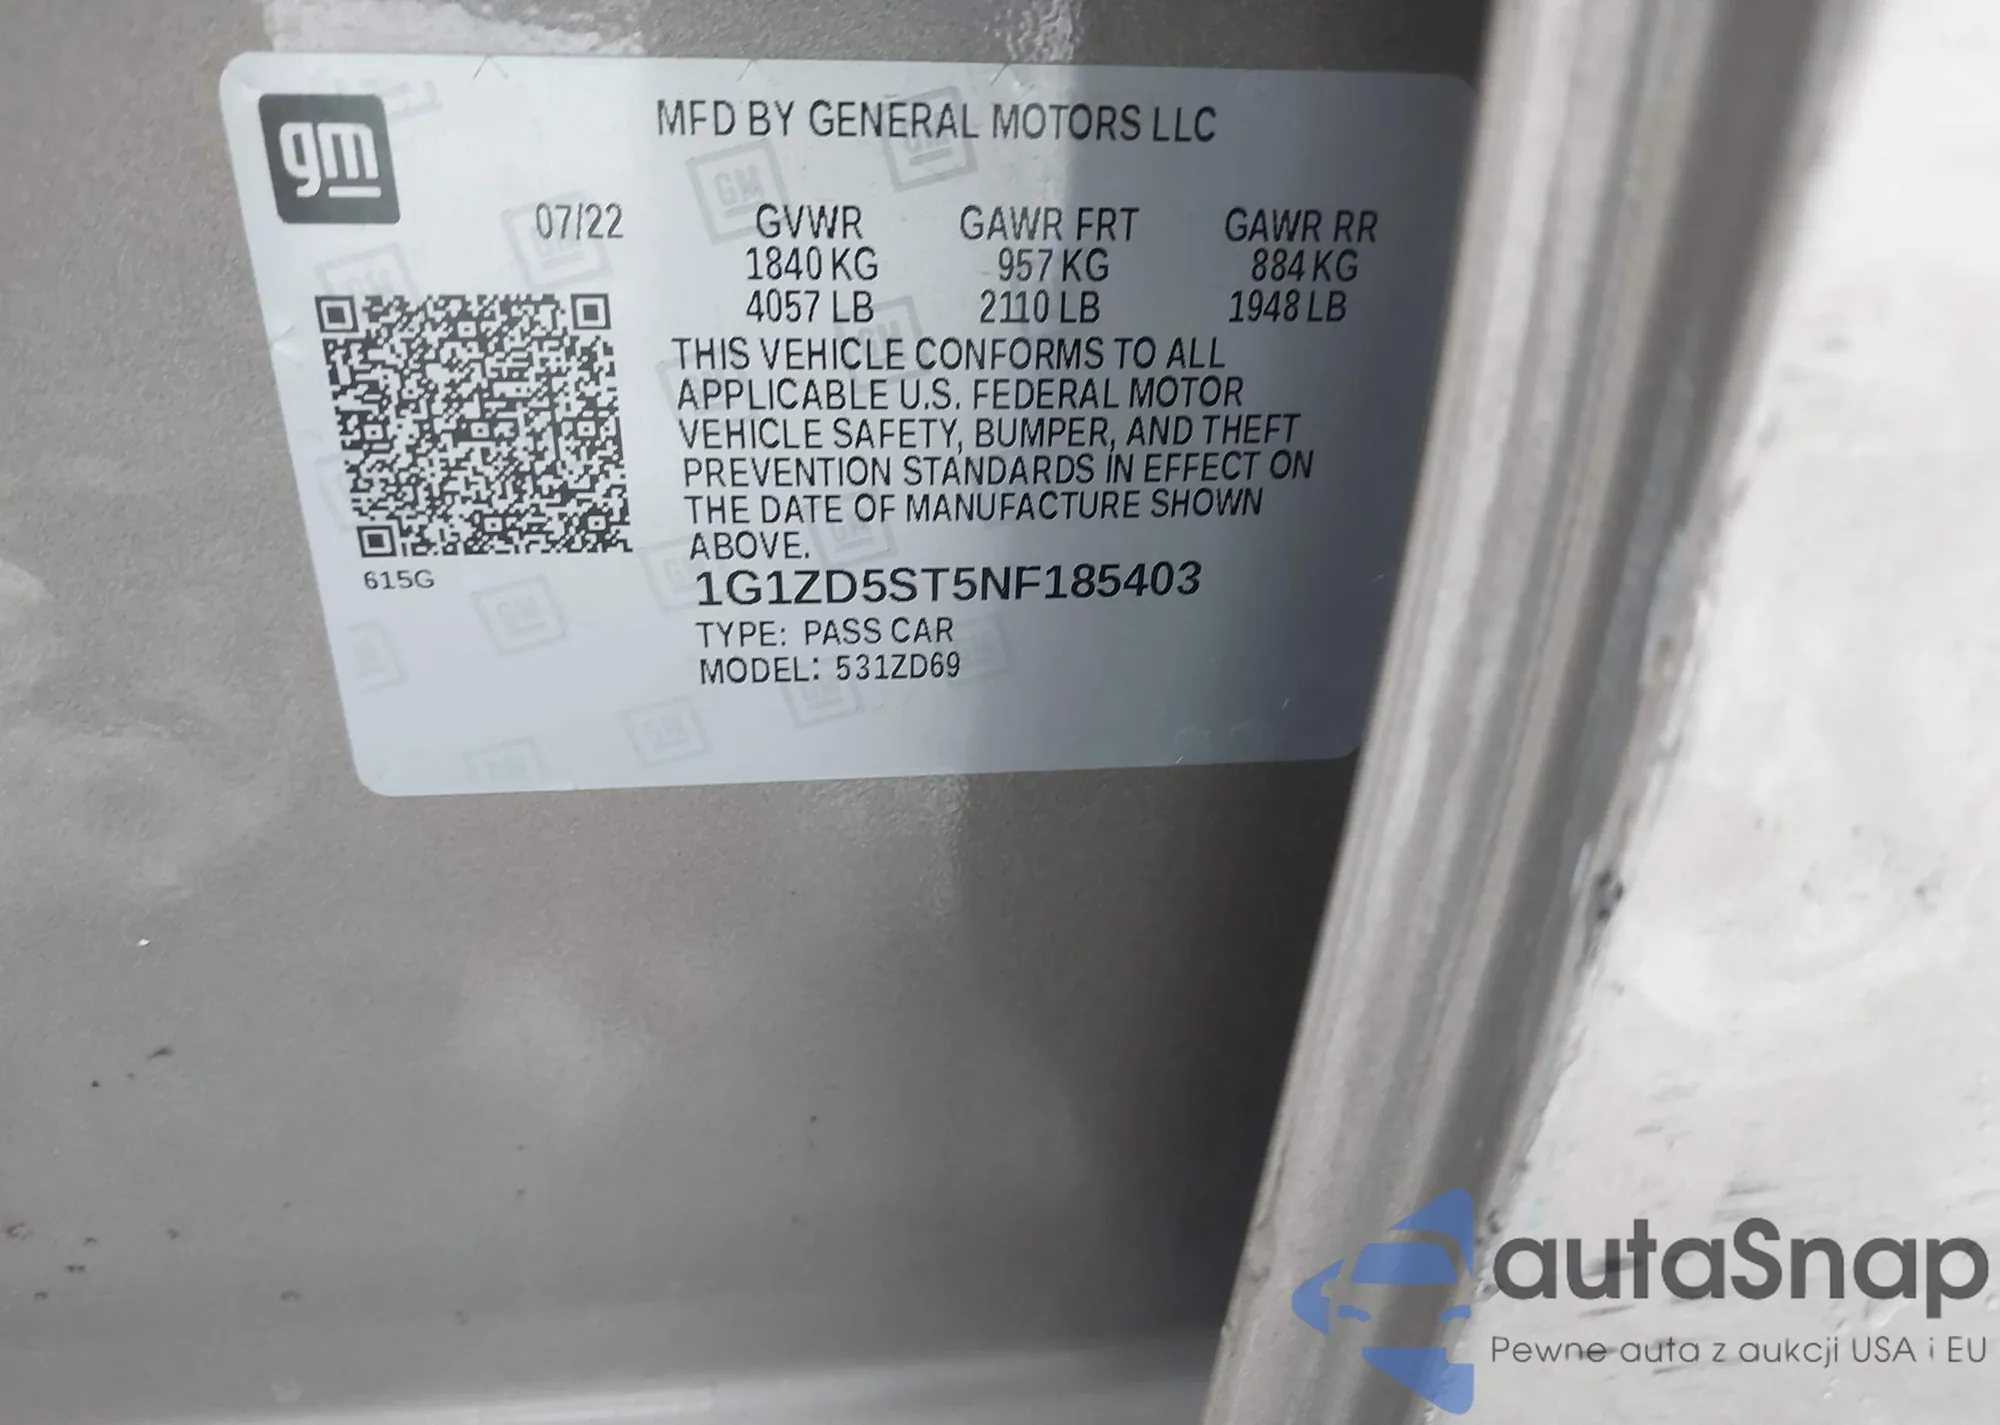 gm
MFD BY GENERAL MOTORS LLC
07/22 GVWR GAWR FRT GAWR RR
1840 KG 957 KG 884 KG
4057 LB 2110 LB 1948 LB
THIS VEHICLE CONFORMS TO ALL
APPLICABLE U.S. FEDERAL MOTOR
VEHICLE SAFETY, BUMPER, AND THEFT
PREVENTION STANDARDS IN EFFECT ON
THE DATE OF MANUFACTURE SHOWN
ABOVE.
615G
1G1ZD5ST5NF185403
TYPE: PASS CAR
MODEL: 531ZD69
autaSnap
Pewne auta z aukcji USA i EU